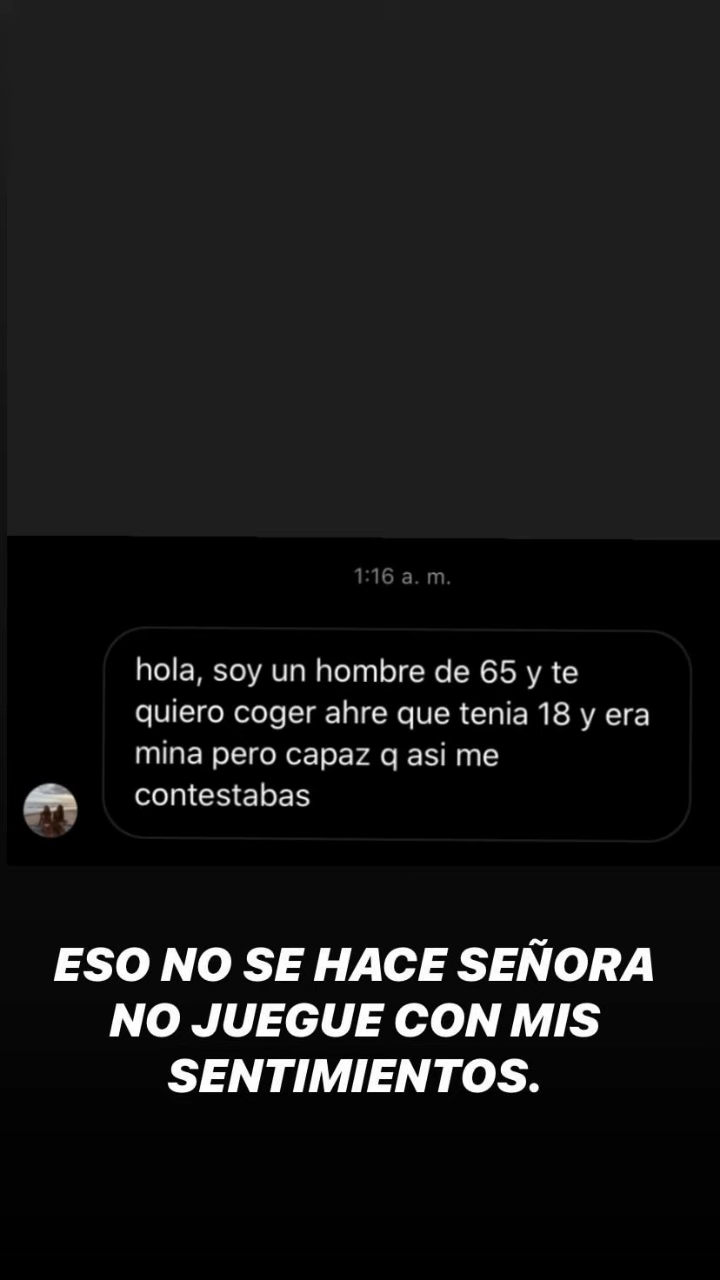 1:16 a. m.
hola, soy un hombre de 65 y te
quiero coger ahre que tenia 18 y era
mina pero capaz q asi me
contestabas
ESO NO SE HACE SEÑORA
NO JUEGUE CON MIS
SENTIMIENTOS.